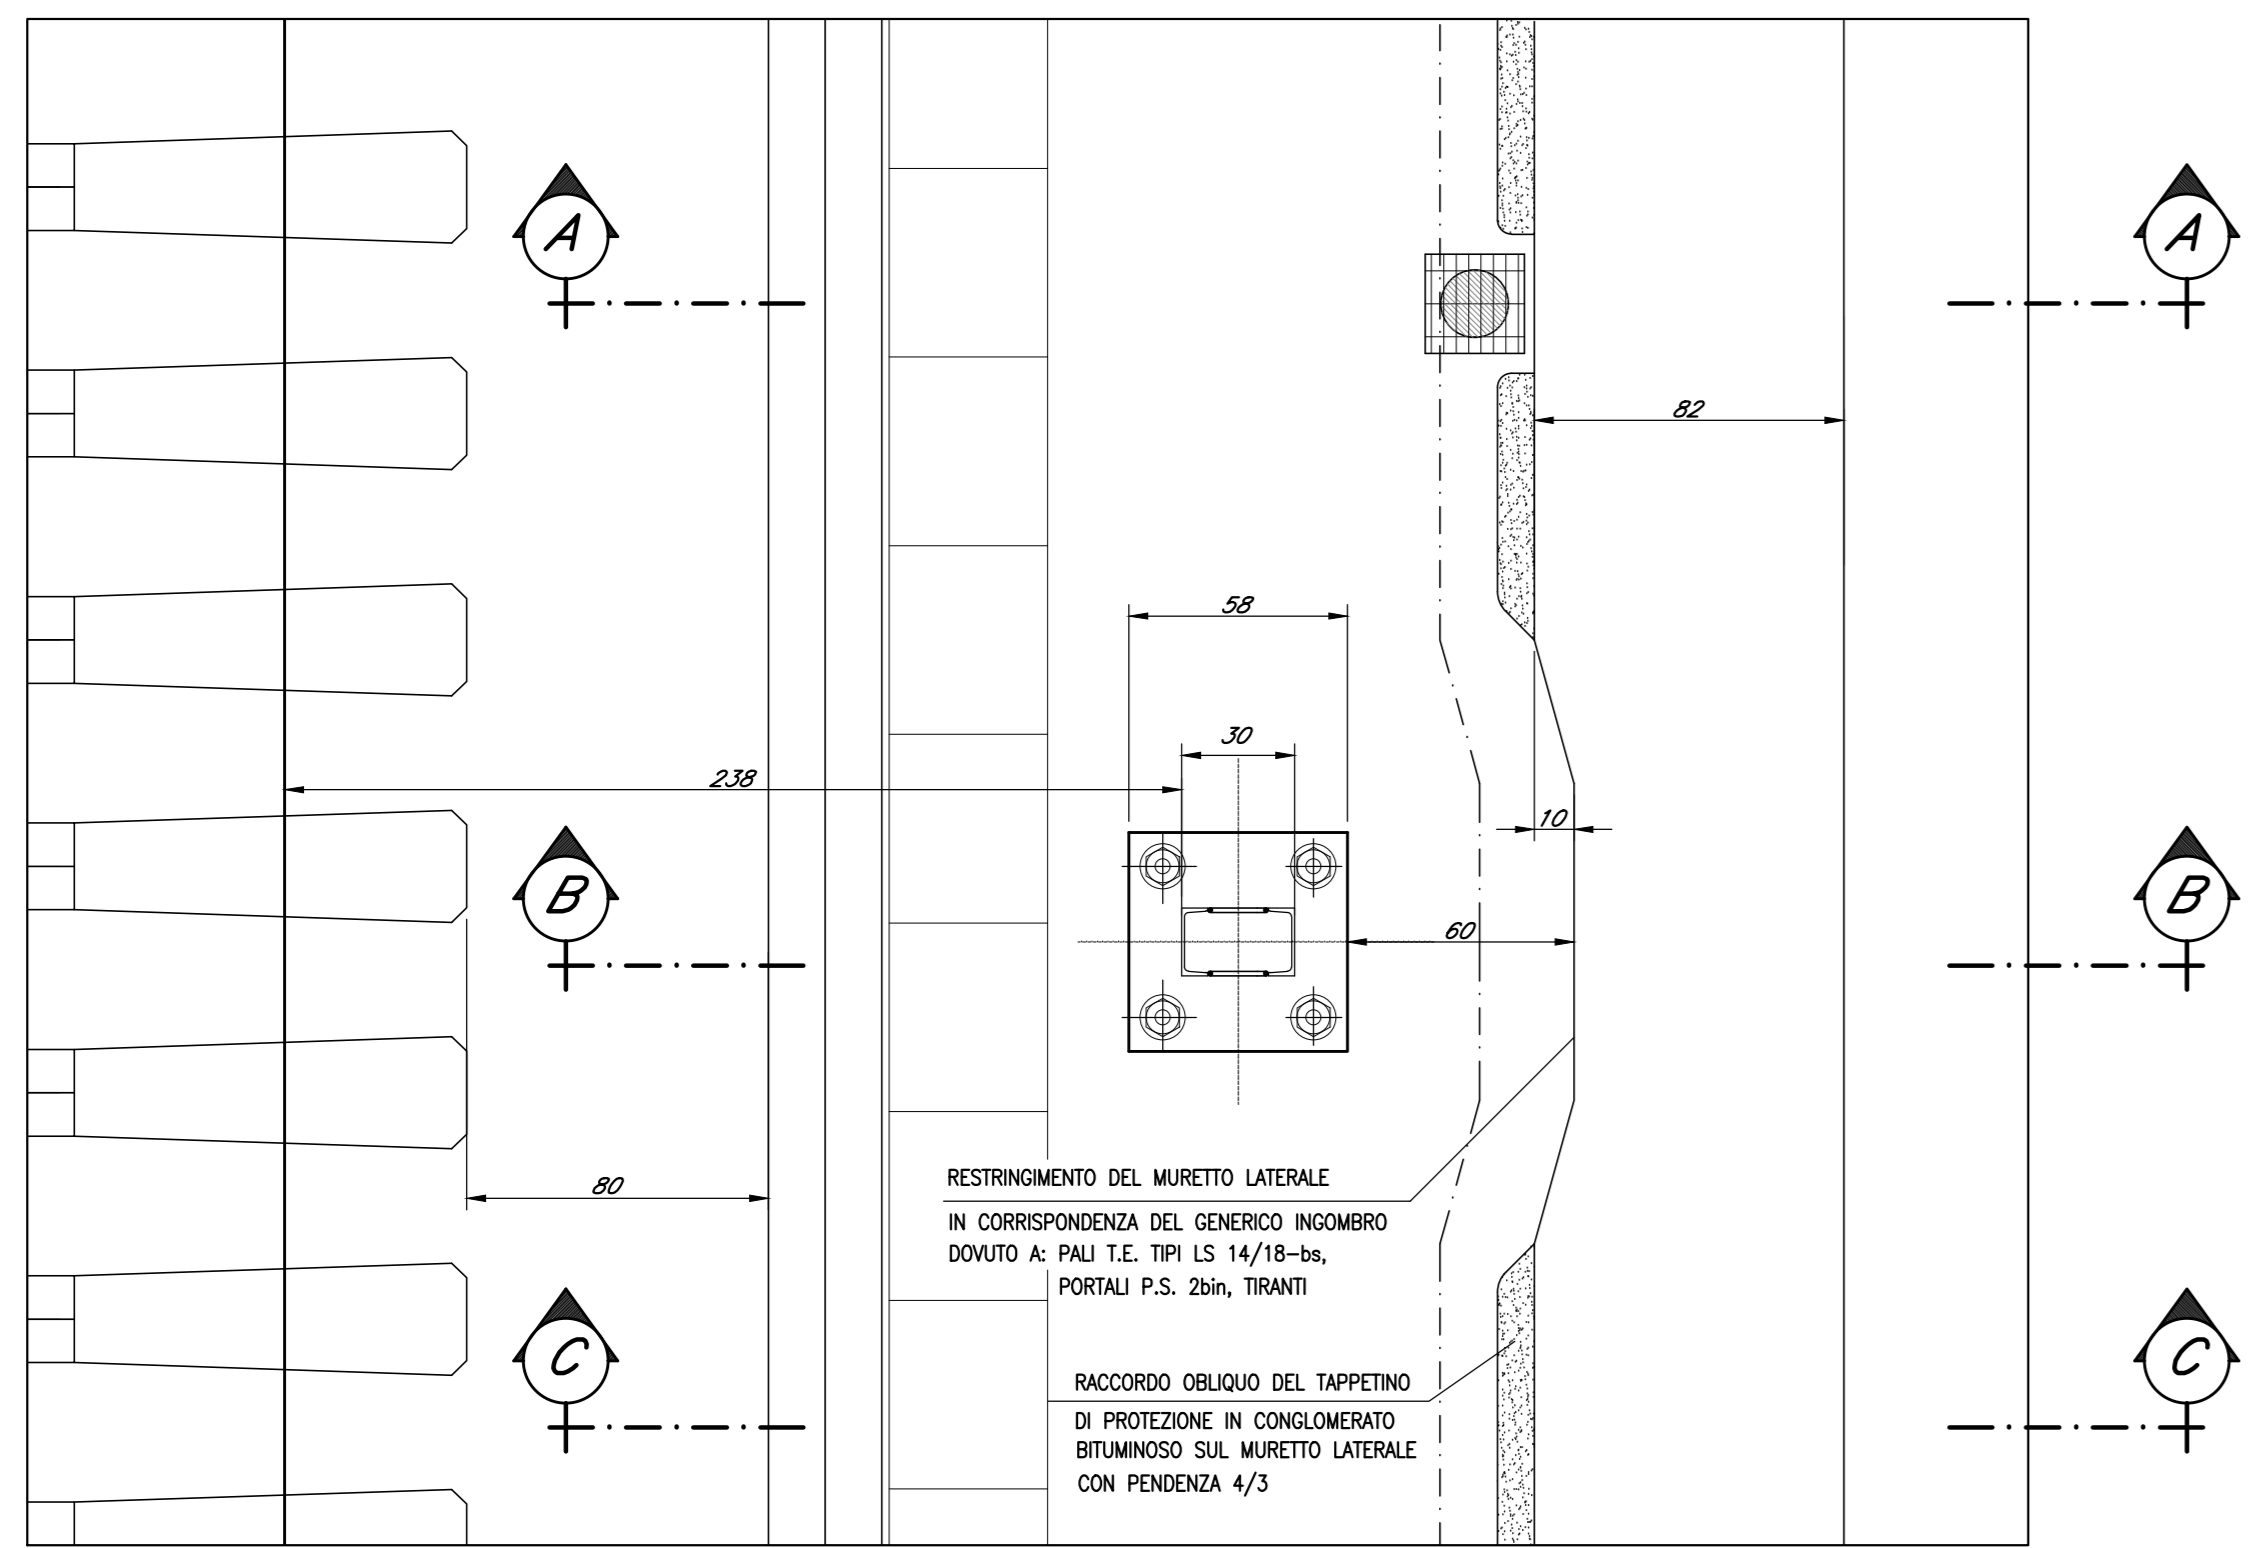 A
A
82
58
30
238
10
B
B
60
RESTRINGIMENTO DEL MURETTO LATERALE
80
IN CORRISPONDENZA DEL GENERICO INGOMBRO
DOVUTO A: PALI T.E. TIPI LS 14/18-bs,
PORTALI P.S. 2bin, TIRANTI
C
C
RACCORDO OBLIQUO DEL TAPPETINO
DI PROTEZIONE IN CONGLOMERATO
BITUMINOSO SUL MURETTO LATERALE
CON PENDENZA 4/3